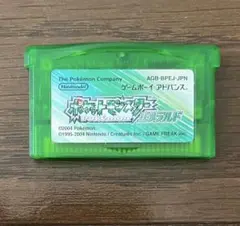 The Pokémon Company
AGB-BPEJ-JPN
Nintendo
ゲームボーイアドバンス™
ポケットモンスター
エメラルド
©2004 Pokémon.
©1995-2004 Nintendo / Creatures inc. / GAME FREAK inc.